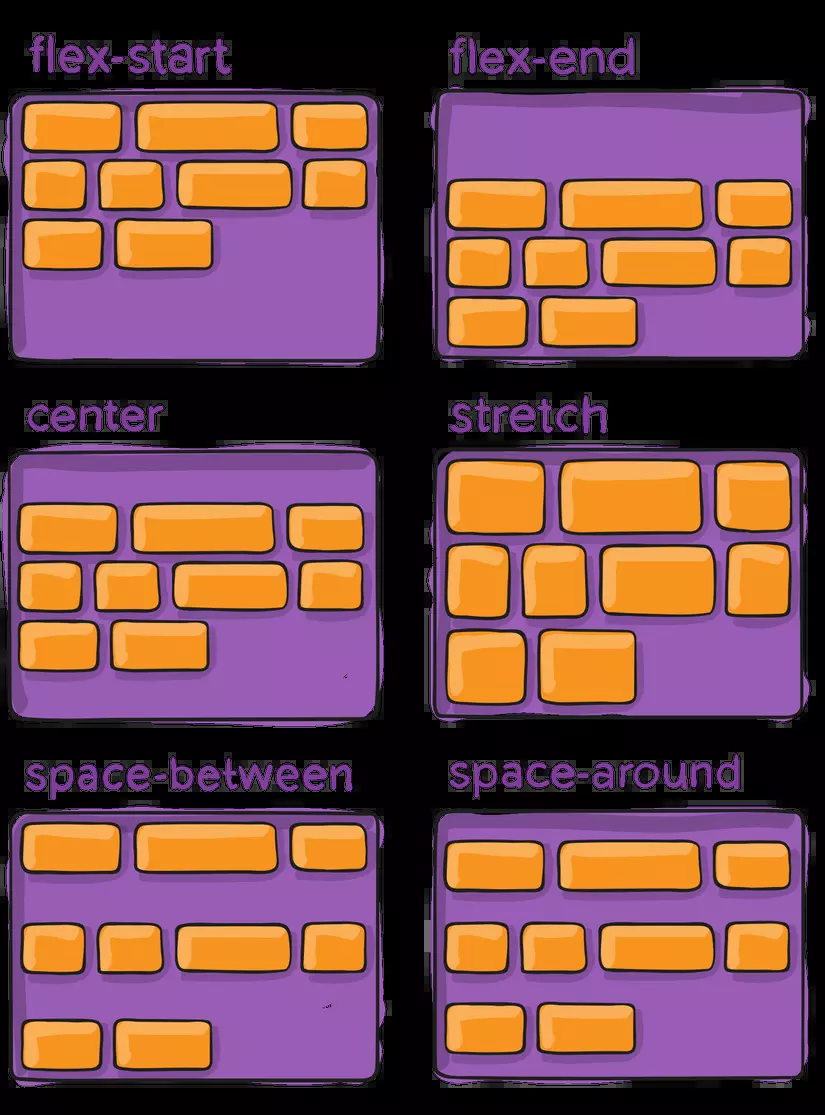 flex-start
flex-end
center
stretch
space-between
space-around